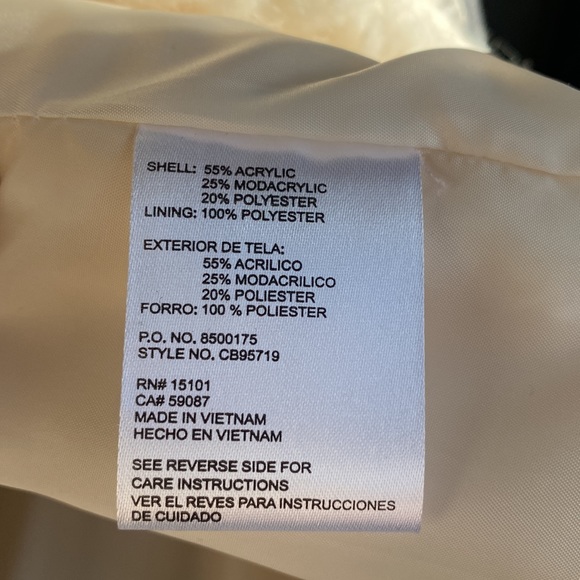 SHELL: 55% ACRYLIC
25% MODACRYLIC
20% POLYESTER
LINING: 100% POLYESTER
EXTERIOR DE TELA:
55% ACRILICO
25% MODACRILICO
20% POLIESTER
FORRO: 100 % POLIESTER
P.O. NO. 8500175
STYLE NO. CB95719
RN# 15101
CA# 59087
MADE IN VIETNAM
HECHO EN VIETNAM
SEE REVERSE SIDE FOR
CARE INSTRUCTIONS
VER EL REVES PARA INSTRUCCIONES
DE CUIDADO